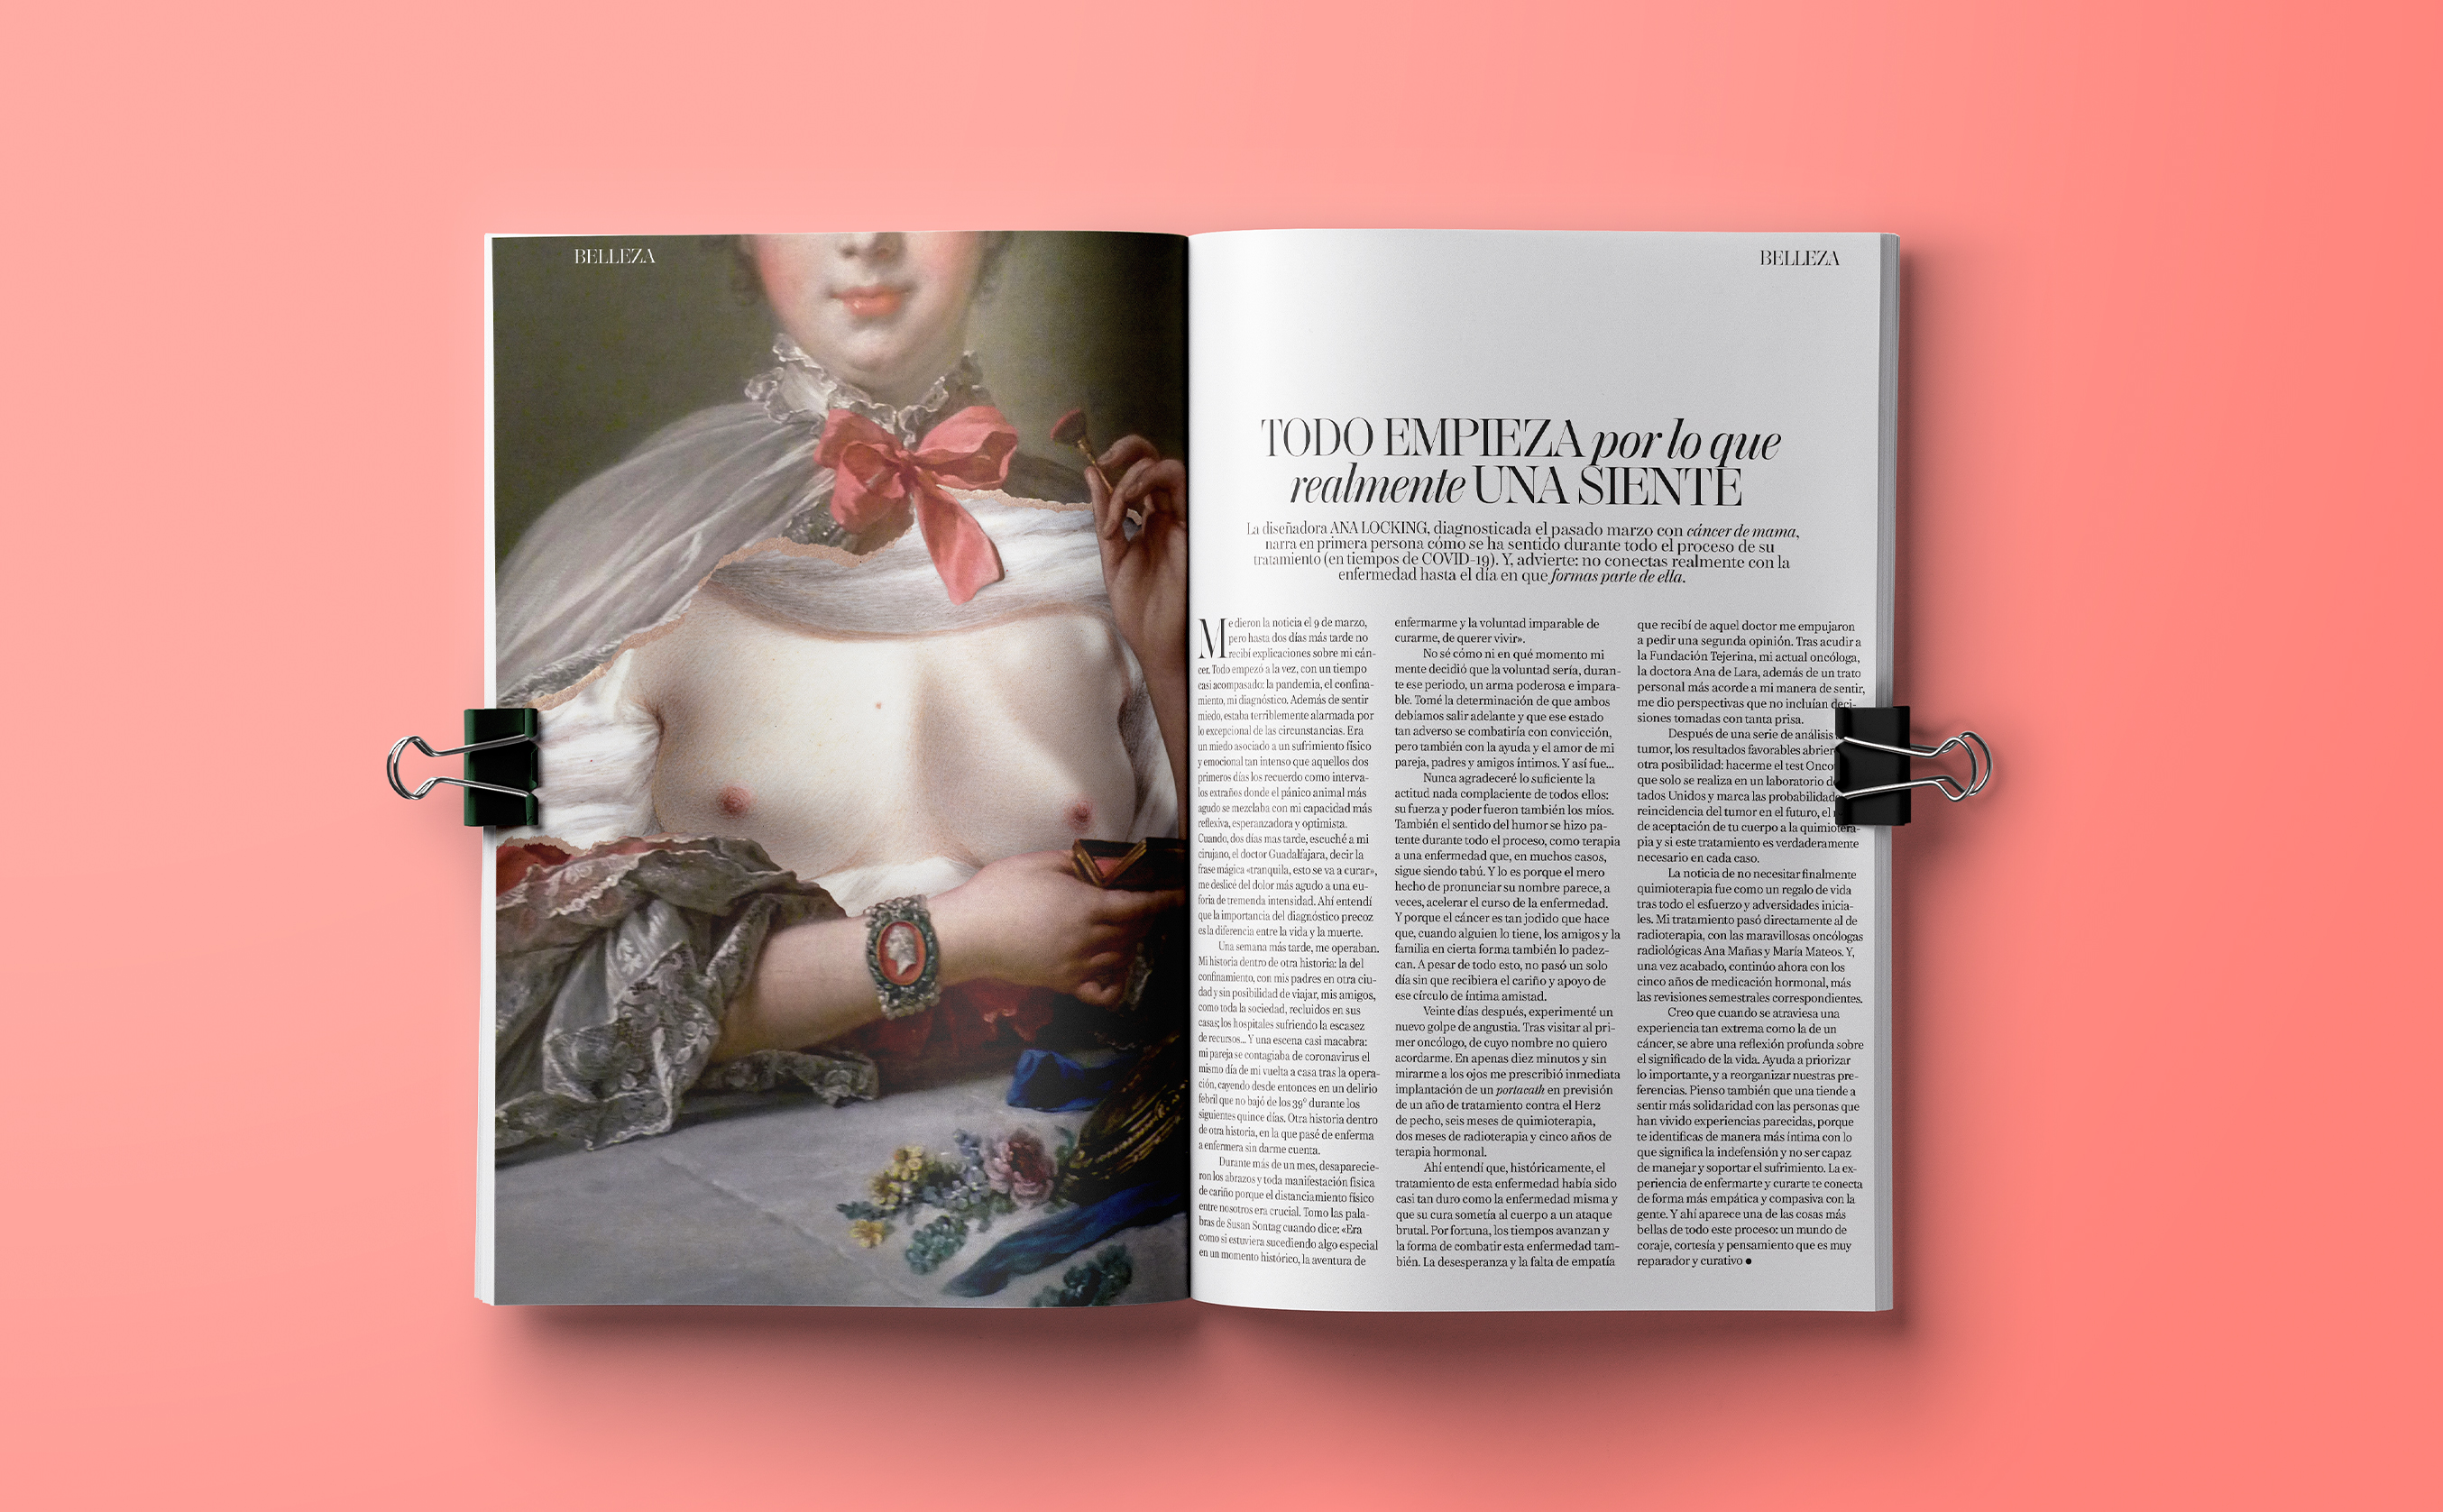 BELLEZA
BELLEZA
TODO EMPIEZA por lo que
realmente UNA SIENTE
La diseñadora ANA LOCKING, diagnosticada el pasado marzo con cáncer de mama,
narra en primera persona cómo se ha sentido durante todo el proceso de su
tratamiento (en tiempos de COVID-19). Y, advierte: no conectas realmente con la
enfermedad hasta el día en que formas parte de ella.
Me dieron la noticia el 9 de marzo,
pero hasta dos días más tarde no
recibí explicaciones sobre mi cán-
cer. Todo empezó a la vez, con un tiempo
casi acompasado: la pandemia, el confina-
miento, mi diagnóstico. Además de sentir
miedo, estaba terriblemente alarmada por
lo excepcional de las circunstancias. Era
un miedo asociado a un sufrimiento físico
y emocional tan intenso que aquellos dos
primeros días los recuerdo como interva-
los extraños donde el pánico animal más
agudo se mezclaba con mi capacidad más
reflexiva, esperanzadora y optimista.
Cuando, dos días mas tarde, escuché a mi
cirujano, el doctor Guadalfajara, decir la
frase mágica «tranquila, esto se va a curar»,
me deslicé del dolor más agudo a una eu-
foria de tremenda intensidad. Ahí entendí
que la importancia del diagnóstico precoz
es la diferencia entre la vida y la muerte.
Una semana más tarde, me operaban.
Mi historia dentro de otra historia: la del
confinamiento, con mis padres en otra ciu-
dad y sin posibilidad de viajar, mis amigos,
como toda la sociedad, recluidos en sus
casas; los hospitales sufriendo la escasez
de recursos... Y una escena casi macabra:
mi pareja se contagiaba de coronavirus el
mismo día de mi vuelta a casa tras la opera-
ción, cayendo desde entonces en un delirio
febril que no bajó de los 39º durante los
siguientes quince días. Otra historia dentro
de otra historia, en la que pasé de enferma
a enfermera sin darme cuenta.
Durante más de un mes, desaparecie-
ron los abrazos y toda manifestación física
de cariño porque el distanciamiento físico
entre nosotros era crucial. Tomo las pala-
bras de Susan Sontag cuando dice: «Era
como si estuviera sucediendo algo especial
en un momento histórico, la aventura de
enfermarme y la voluntad imparable de
curarme, de querer vivir».
No sé cómo ni en qué momento mi
mente decidió que la voluntad sería, duran-
te ese periodo, un arma poderosa e impara-
ble. Tomé la determinación de que ambos
debíamos salir adelante y que ese estado
tan adverso se combatiría con convicción,
pero también con la ayuda y el amor de mi
pareja, padres y amigos íntimos. Y así fue...
Nunca agradeceré lo suficiente la
actitud nada complaciente de todos ellos:
su fuerza y poder fueron también los míos.
También el sentido del humor se hizo pa-
tente durante todo el proceso, como terapia
a una enfermedad que, en muchos casos,
sigue siendo tabú. Y lo es porque el mero
hecho de pronunciar su nombre parece, a
veces, acelerar el curso de la enfermedad.
Y porque el cáncer es tan jodido que hace
que, cuando alguien lo tiene, los amigos y la
familia en cierta forma también lo padez-
can. A pesar de todo esto, no pasó un solo
día sin que recibiera el cariño y apoyo de
ese círculo de íntima amistad.
Veinte días después, experimenté un
nuevo golpe de angustia. Tras visitar al pri-
mer oncólogo, de cuyo nombre no quiero
acordarme. En apenas diez minutos y sin
mirarme a los ojos me prescribió inmediata
implantación de un portacath en previsión
de un año de tratamiento contra el Her2
de pecho, seis meses de quimioterapia,
dos meses de radioterapia y cinco años de
terapia hormonal.
Ahí entendí que, históricamente, el
tratamiento de esta enfermedad había sido
casi tan duro como la enfermedad misma y
que su cura sometía al cuerpo a un ataque
brutal. Por fortuna, los tiempos avanzan y
la forma de combatir esta enfermedad tam-
bién. La desesperanza y la falta de empatía
que recibí de aquel doctor me empujaron
a pedir una segunda opinión. Tras acudir a
la Fundación Tejerina, mi actual oncóloga,
la doctora Ana de Lara, además de un trato
personal más acorde a mi manera de sentir,
me dio perspectivas que no incluían deci-
siones tomadas con tanta prisa.
Después de una serie de análisis
tumor, los resultados favorables
otra posibilidad: hacerme el test
que solo se realiza en un laboratorio
tados Unidos y marca las
reincidencia del tumor en el futuro, el
de aceptación de tu cuerpo a la quimiotera-
pia y si este tratamiento es verdaderamente
necesario en cada caso.
La noticia de no necesitar finalmente
quimioterapia fue como un regalo de vida
tras todo el esfuerzo y adversidades inicia-
les. Mi tratamiento pasó directamente al de
radioterapia, con las maravillosas oncólogas
radiológicas Ana Mañas y María Mateos. Y,
una vez acabado, continúo ahora con los
cinco años de medicación hormonal, más
las revisiones semestrales correspondientes.
Creo que cuando se atraviesa una
experiencia tan extrema como la de un
cáncer, se abre una reflexión profunda sobre
el significado de la vida. Ayuda a priorizar
lo importante, y a reorganizar nuestras pre-
ferencias. Pienso también que una tiende a
sentir más solidaridad con las personas que
han vivido experiencias parecidas, porque
te identificas de manera más íntima con lo
que significa la indefensión y no ser capaz
de manejar y soportar el sufrimiento. La ex-
periencia de enfermarte y curarte te conecta
de forma más empática y compasiva con la
gente. Y ahí aparece una de las cosas más
bellas de todo este proceso: un mundo de
coraje, cortesía y pensamiento que es muy
reparador y curativo ●